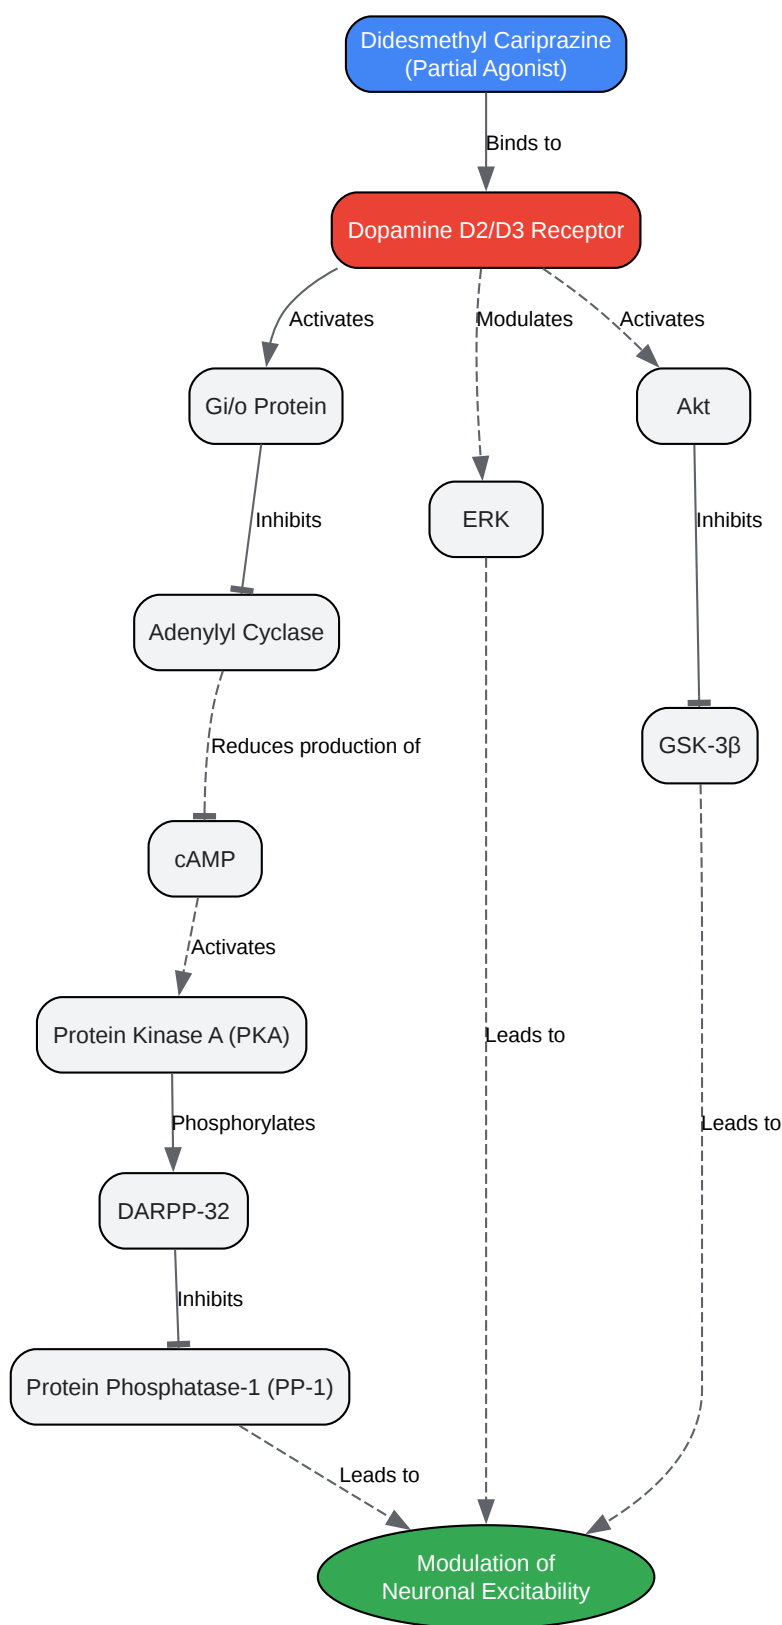 Didesmethyl Cariprazine
(Partial Agonist)
Binds to
Dopamine D2/D3 Receptor
Activates
Modulates
Activates
Gi/o Protein
Akt
ERK
Inhibits
Inhibits
Adenylyl Cyclase
GSK-3β
Reduces production of
cAMP
Activates
Protein Kinase A (PKA)
Leads to
Phosphorylates
Leads to
DARPP-32
Inhibits
Protein Phosphatase-1 (PP-1)
Leads to
Modulation of
Neuronal Excitability